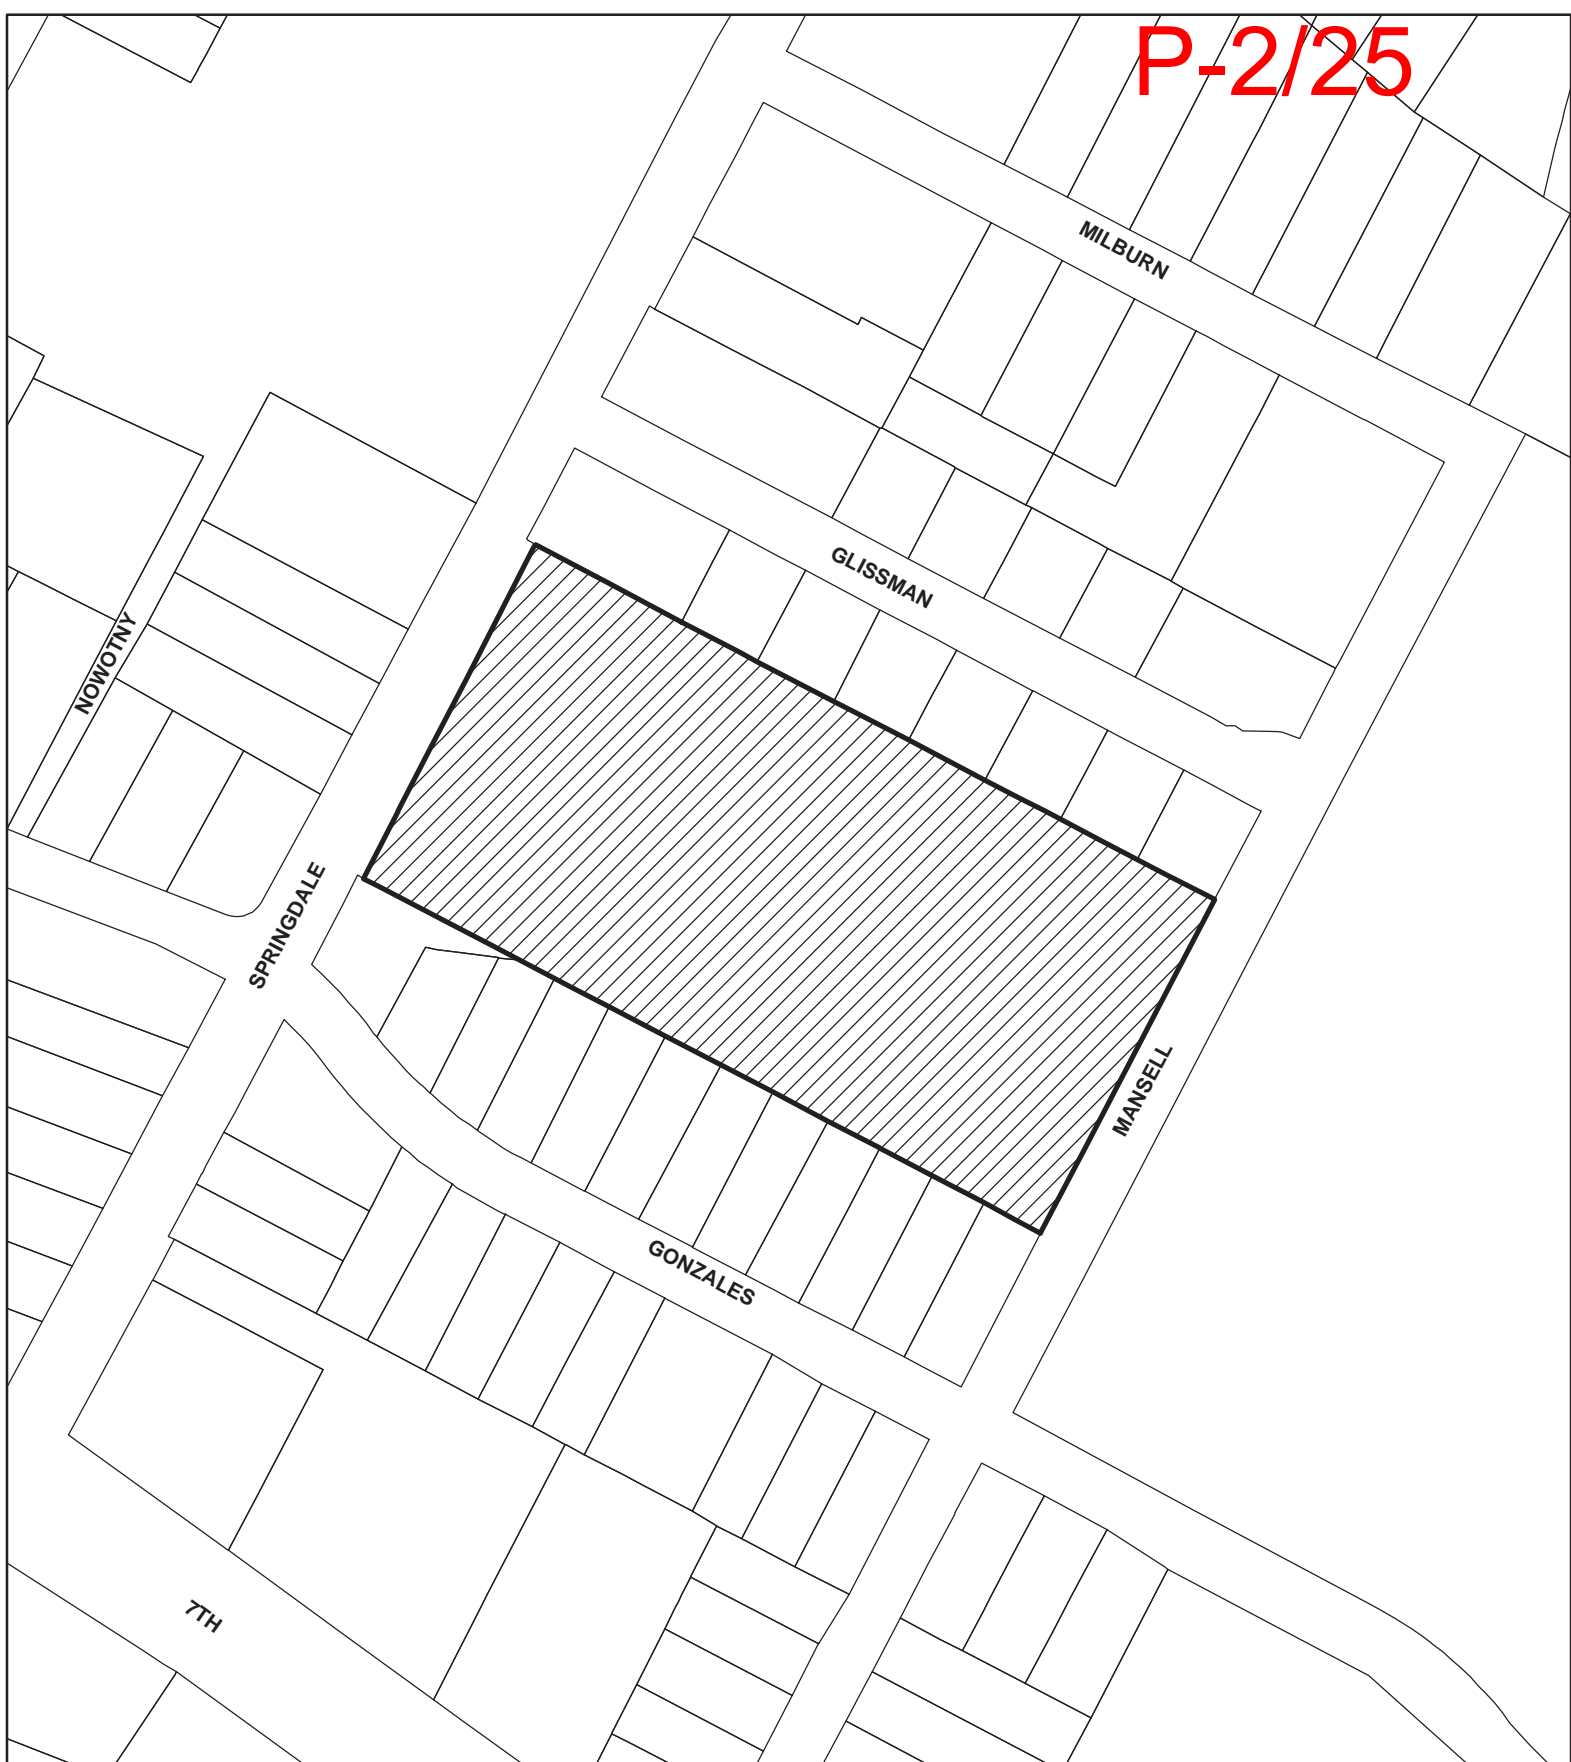 P-2/25
MILBURN
GLISSMAN
NOWOTNY
SPRINGDALE
MANSELL
GONZALES
7TH